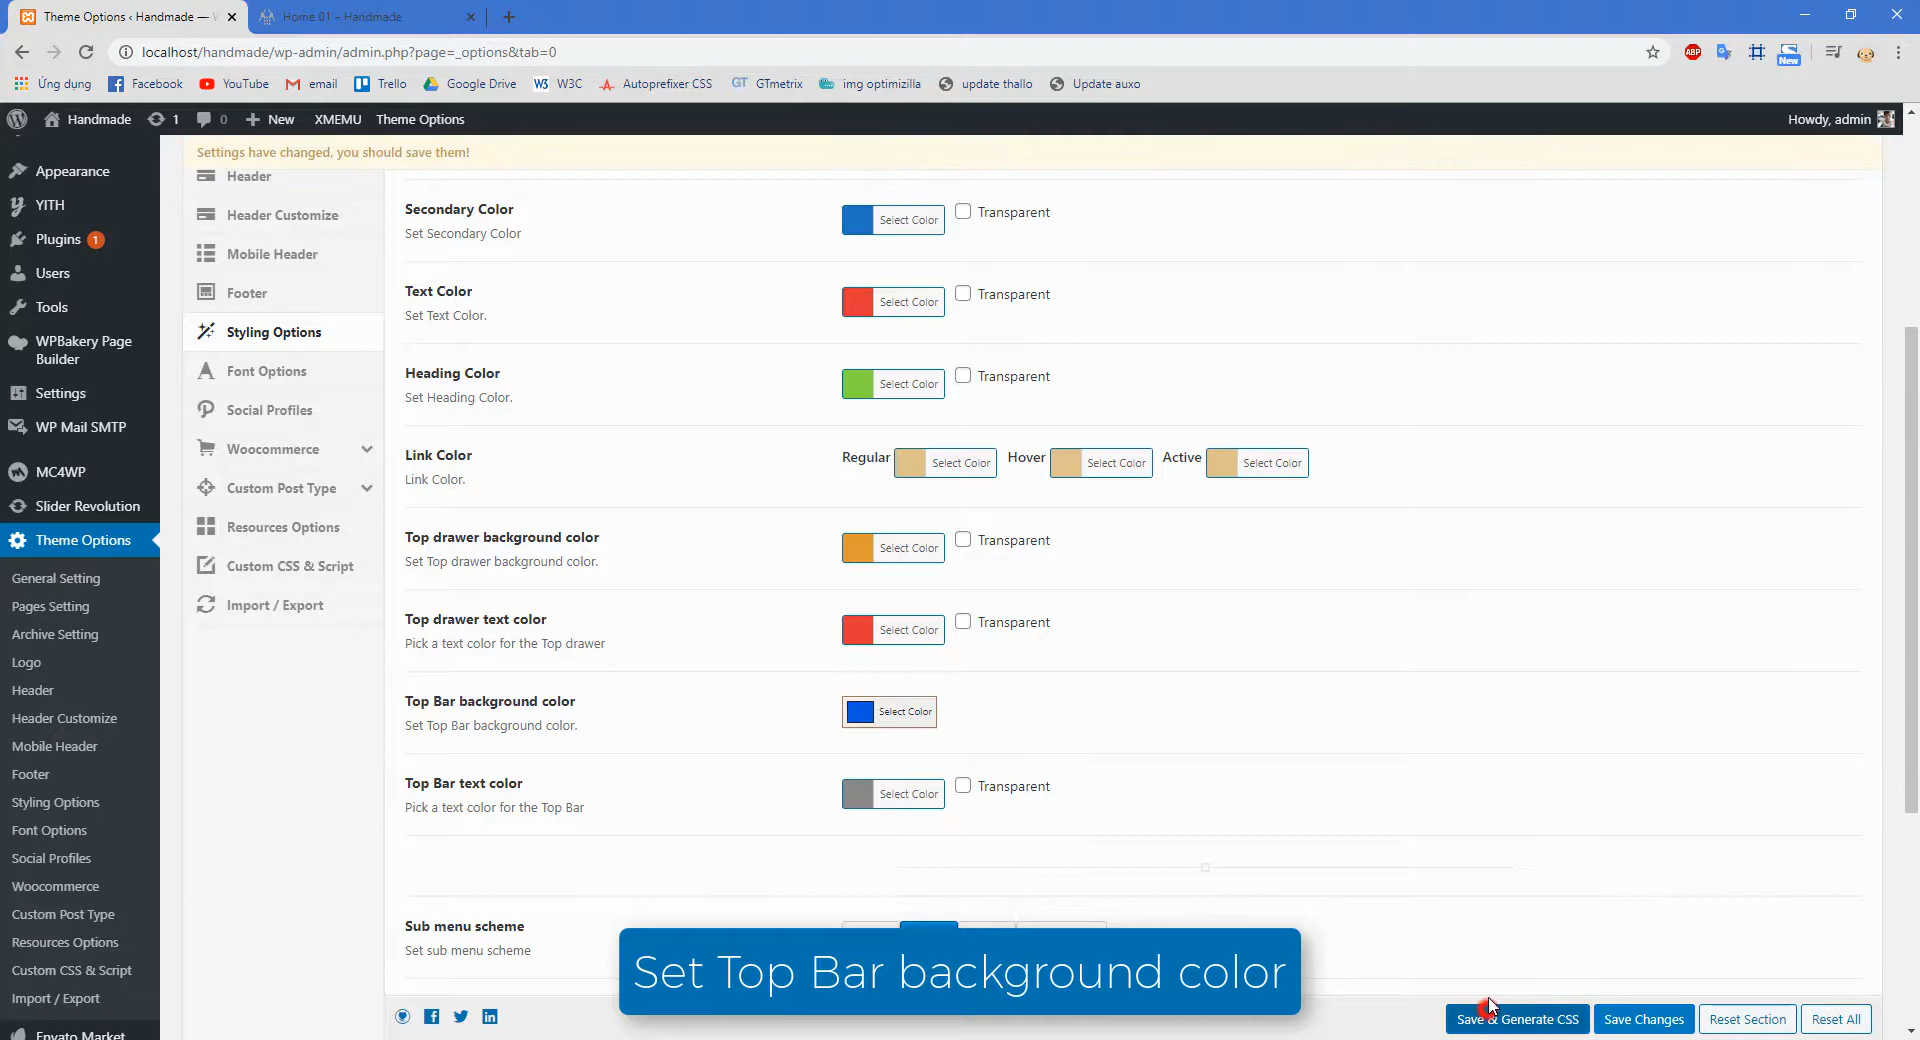 Theme Options ‹ Handmade — W
Home 01 – Handmade
localhost/handmade/wp-admin/admin.php?page=_options&tab=0
ABP
New
Ứng dụng
Facebook
YouTube
email
Trello
Google Drive
W3C
Autoprefixer CSS
GTmetrix
img optimizilla
update thallo
Update auxo
Handmade
1
0
New
XMEMU
Theme Options
Howdy, admin
Appearance
YITH
Plugins 1
Users
Tools
WPBakery Page
Builder
Settings
WP Mail SMTP
MC4WP
Slider Revolution
Theme Options
General Setting
Pages Setting
Archive Setting
Logo
Header
Header Customize
Mobile Header
Footer
Styling Options
Font Options
Social Profiles
Woocommerce
Custom Post Type
Resources Options
Custom CSS & Script
Import / Export
Envato Market
Settings have changed, you should save them!
Header
Header Customize
Mobile Header
Footer
Styling Options
Font Options
Social Profiles
Woocommerce
Custom Post Type
Resources Options
Custom CSS & Script
Import / Export
Secondary Color
Set Secondary Color
Select Color
Transparent
Text Color
Set Text Color.
Select Color
Transparent
Heading Color
Set Heading Color.
Select Color
Transparent
Link Color
Link Color.
Regular Select Color Hover Select Color Active Select Color
Top drawer background color
Set Top drawer background color.
Select Color
Transparent
Top drawer text color
Pick a text color for the Top drawer
Select Color
Transparent
Top Bar background color
Set Top Bar background color.
Select Color
Top Bar text color
Pick a text color for the Top Bar
Select Color
Transparent
Sub menu scheme
Set sub menu scheme
Set Top Bar background color
Save & Generate CSS
Save Changes
Reset Section
Reset All